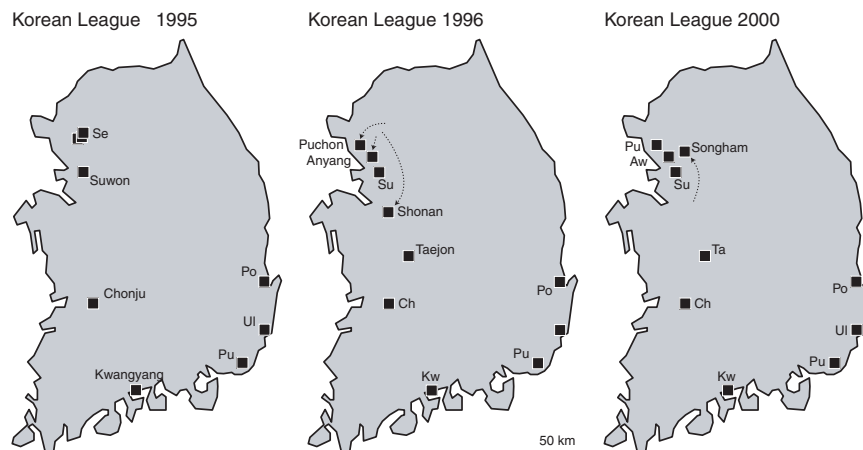 Korean League 1995
Se
Suwon
Chonju
Po
Ul
Pu
Kwangyang
Korean League 1996
Puchon
Anyang
Su
Shonan
Taejon
Ch
Po
Pu
Kw
50 km
Korean League 2000
Pu
Aw
Songham
Su
Ta
Ch
Po
Ul
Pu
Kw